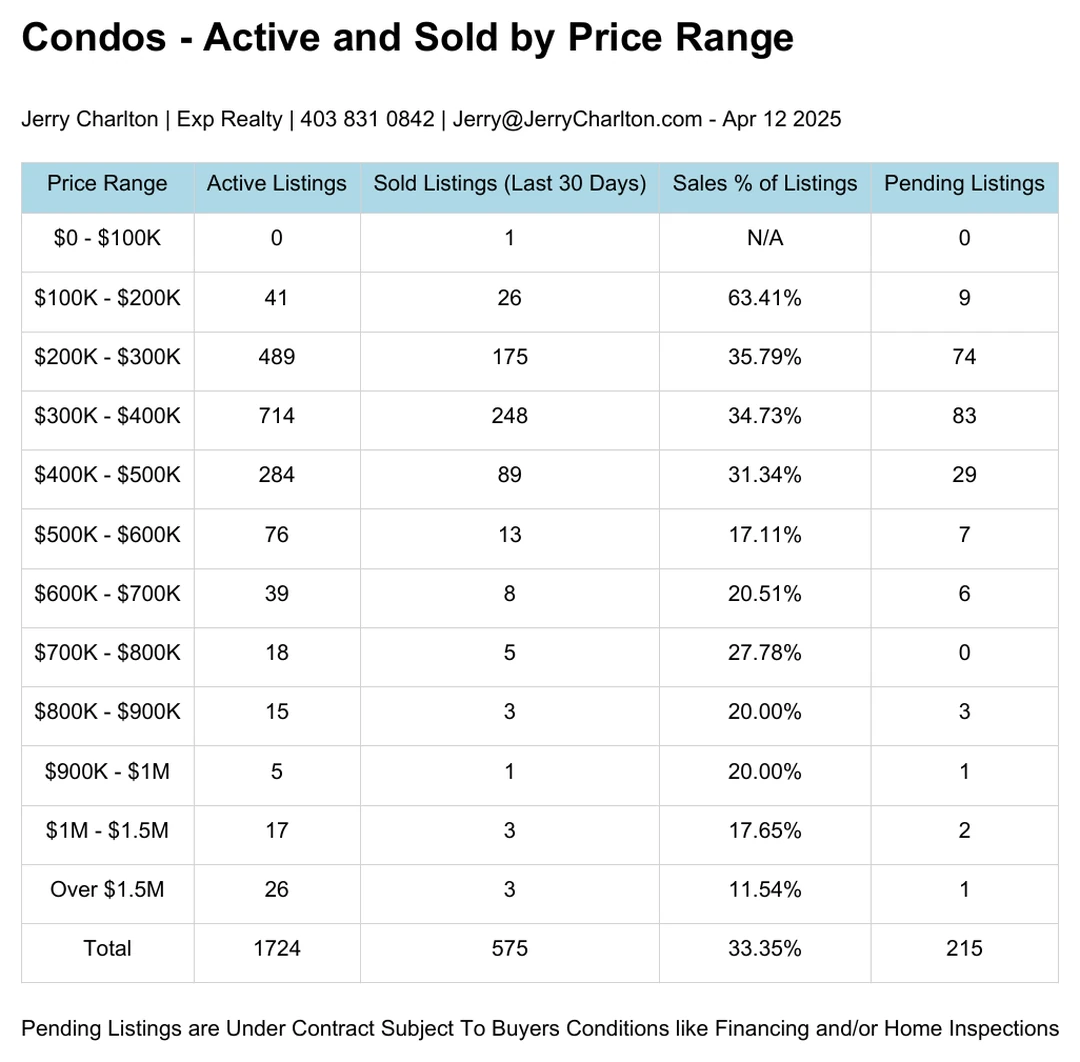 Condos - Active and Sold by Price Range
Jerry Charlton | Exp Realty | 403 831 0842 | Jerry@JerryCharlton.com - Apr 12 2025
Price Range Active Listings Sold Listings (Last 30 Days) Sales % of Listings Pending Listings
$0 - $100K 0 1 N/A 0
$100K - $200K 41 26 63.41% 9
$200K - $300K 489 175 35.79% 74
$300K - $400K 714 248 34.73% 83
$400K - $500K 284 89 31.34% 29
$500K - $600K 76 13 17.11% 7
$600K - $700K 39 8 20.51% 6
$700K - $800K 18 5 27.78% 0
$800K - $900K 15 3 20.00% 3
$900K - $1M 5 1 20.00% 1
$1M - $1.5M 17 3 17.65% 2
Over $1.5M 26 3 11.54% 1
Total 1724 575 33.35% 215
Pending Listings are Under Contract Subject To Buyers Conditions like Financing and/or Home Inspections